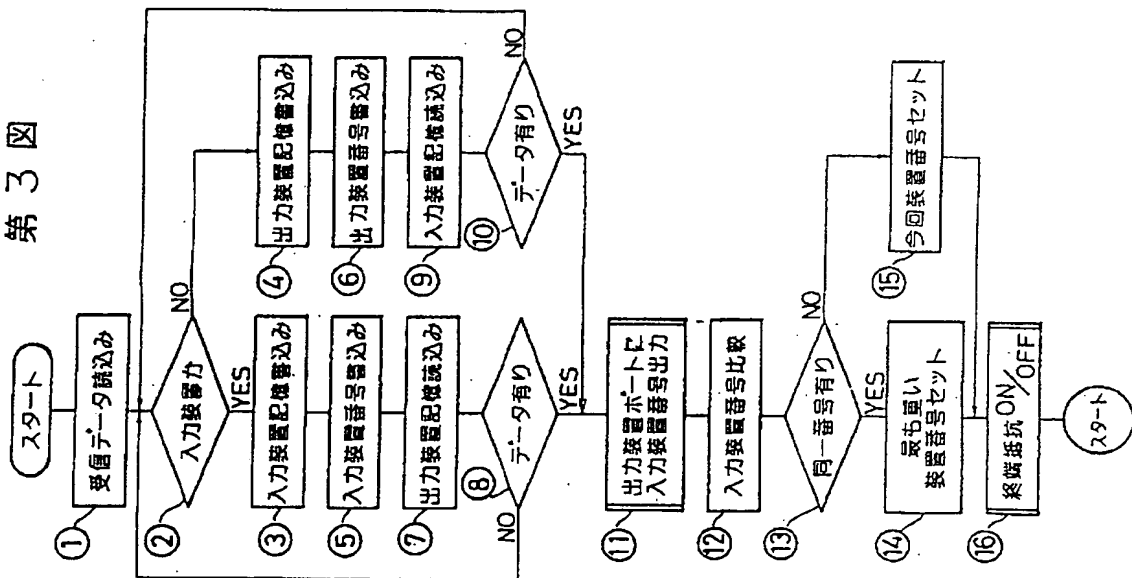 第3図
スタート
① 受信データ読込み
② 入力装置か
NO
YES
③ 入力装置記憶書込み
④ 出力装置記憶書込み
⑤ 入力装置番号書込み
⑥ 出力装置番号書込み
⑦ 出力装置記憶読込み
⑨ 入力装置記憶読込み
⑧ データ有り
NO
YES
⑩ データ有り
NO
YES
⑪ 出力装置ポートに
入力装置番号出力
⑫ 入力装置番号比較
⑬ 同一番号有り
NO
YES
⑭ 最も重い
装置番号セット
⑮ 今回装置番号セット
⑯ 終端抵抗 ON/OFF
スタート